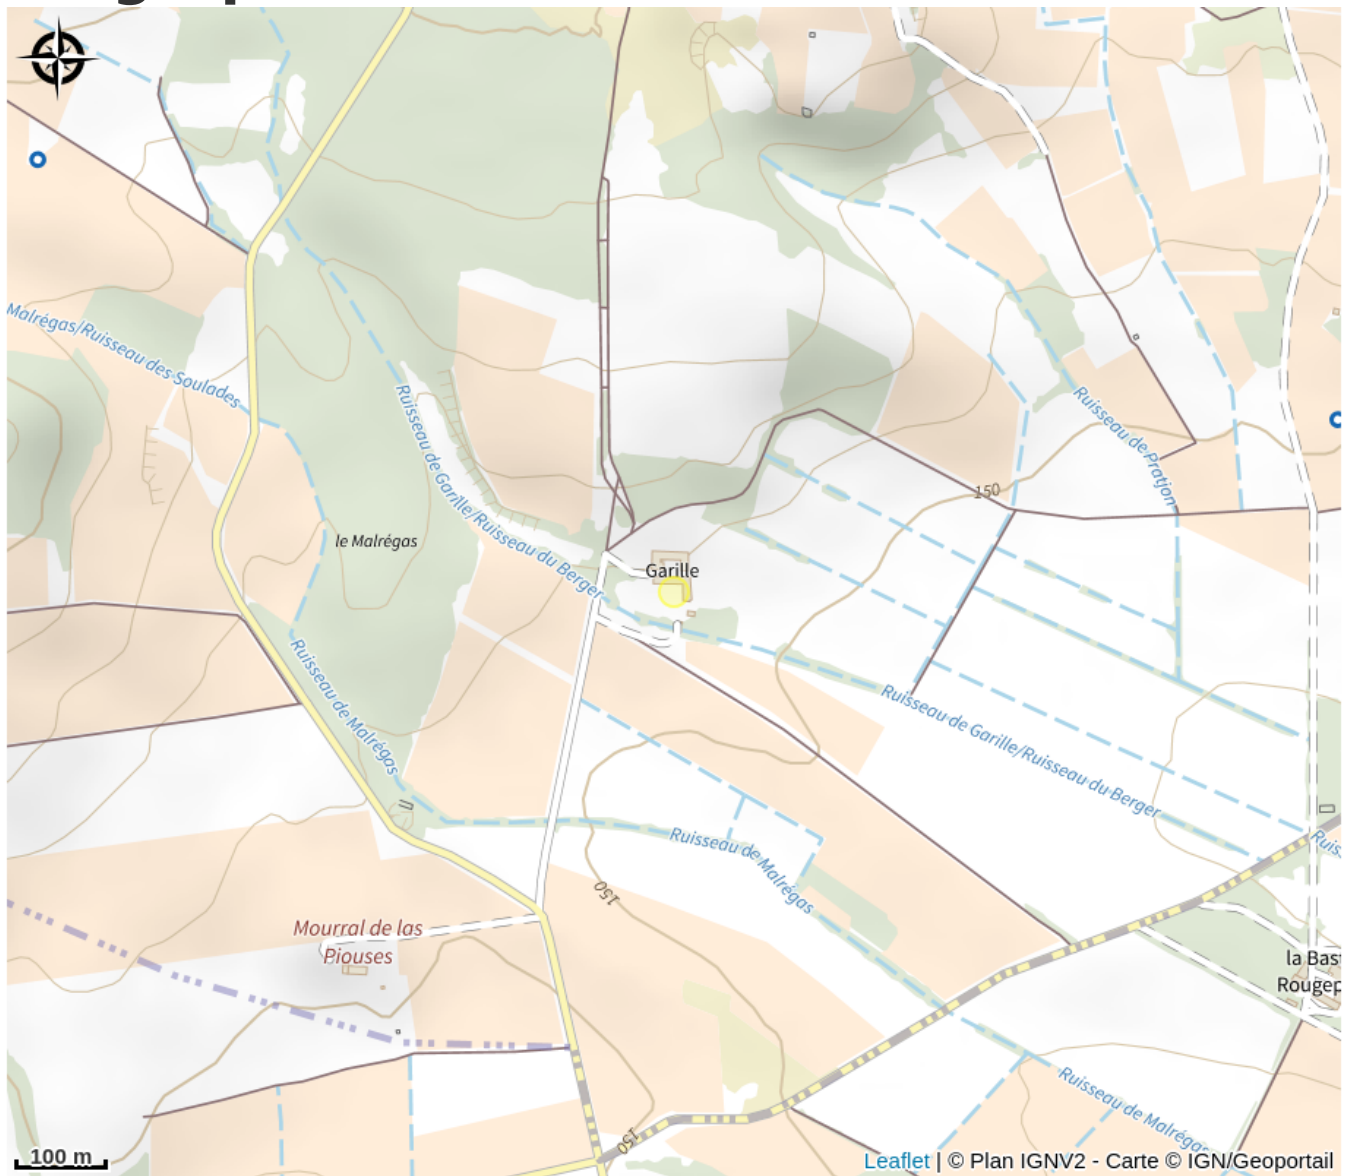 Malrégas/Ruisseau des Soulades
Ruisseau de Garille/Ruisseau du Berger
Ruisseau de Pratjon
150
le Malrégas
Garille
Ruisseau de Malrégas
Ruisseau de Garille/Ruisseau du Berger
Ruis
Ruisseau de Malrégas
150
Mourral de las
Piouses
la Bast
Rougep
Ruisseau de Malrégas
150
100 m
Leaflet | © Plan IGNV2 - Carte © IGN/Geoportail